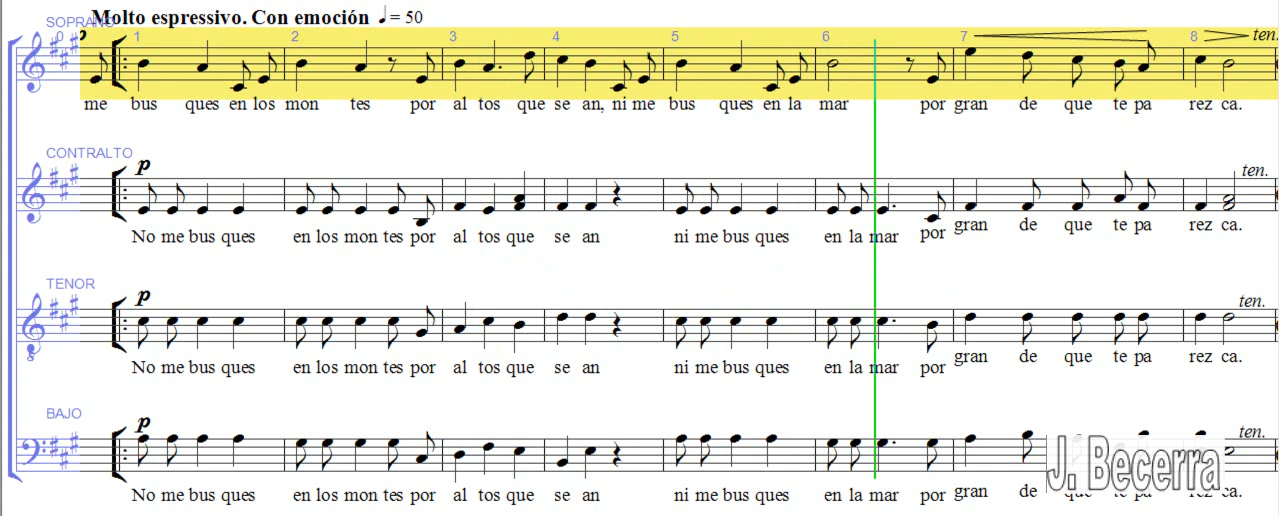 Molto espressivo. Con emoción ♩= 50
SOPRANO
0 1 2 3 4 5 6 7 8
p
ten.
me bus ques en los mon tes por al tos que se an, ni me bus ques en la mar por gran de que te pa rez ca.
CONTRALTO
p
ten.
No me bus ques en los mon tes por al tos que se an ni me bus ques en la mar por gran de que te pa rez ca.
TENOR
p
ten.
8
No me bus ques en los mon tes por al tos que se an ni me bus ques en la mar por gran de que te pa rez ca.
BAJO
p
ten.
No me bus ques en los mon tes por al tos que se an ni me bus ques en la mar por gran de que te pa rez ca.
J. Becerra